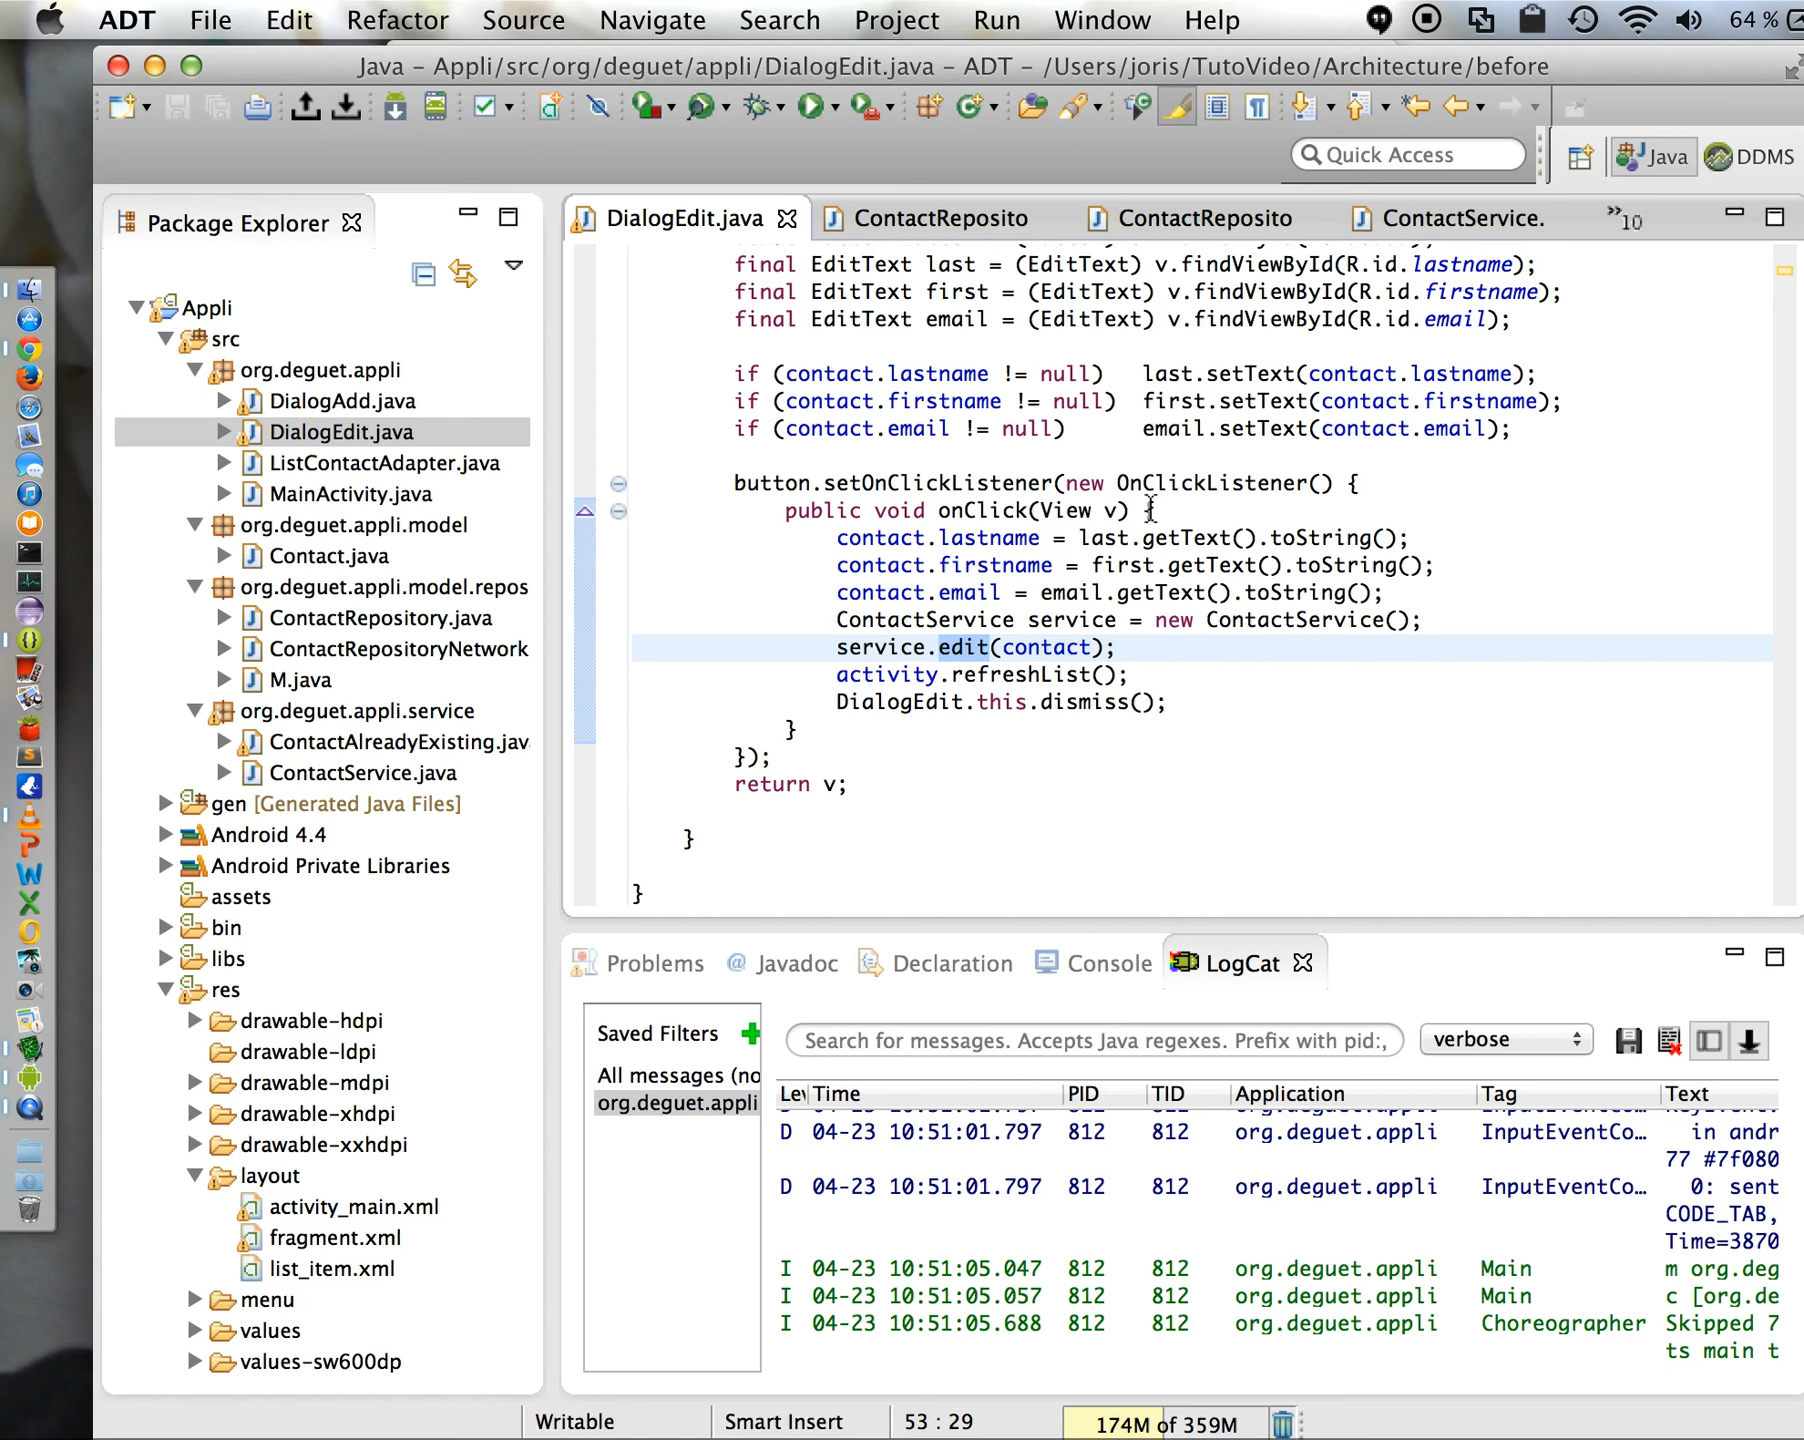 ADT File Edit Refactor Source Navigate Search Project Run Window Help 64 %
Java – Appli/src/org/deguet/appli/DialogEdit.java – ADT – /Users/joris/TutoVideo/Architecture/before
Quick Access
Java
DDMS
Package Explorer
Appli
src
org.deguet.appli
DialogAdd.java
DialogEdit.java
ListContactAdapter.java
MainActivity.java
org.deguet.appli.model
Contact.java
org.deguet.appli.model.repos
ContactRepository.java
ContactRepositoryNetwork
M.java
org.deguet.appli.service
ContactAlreadyExisting.jav
ContactService.java
gen [Generated Java Files]
Android 4.4
Android Private Libraries
assets
bin
libs
res
drawable-hdpi
drawable-ldpi
drawable-mdpi
drawable-xhdpi
drawable-xxhdpi
layout
activity_main.xml
fragment.xml
list_item.xml
menu
values
values-sw600dp
DialogEdit.java ContactReposito ContactReposito ContactService. »10
final EditText last = (EditText) v.findViewById(R.id.lastname);
final EditText first = (EditText) v.findViewById(R.id.firstname);
final EditText email = (EditText) v.findViewById(R.id.email);
if (contact.lastname != null) last.setText(contact.lastname);
if (contact.firstname != null) first.setText(contact.firstname);
if (contact.email != null) email.setText(contact.email);
button.setOnClickListener(new OnClickListener() {
public void onClick(View v) {
contact.lastname = last.getText().toString();
contact.firstname = first.getText().toString();
contact.email = email.getText().toString();
ContactService service = new ContactService();
service.edit(contact);
activity.refreshList();
DialogEdit.this.dismiss();
}
});
return v;
}
}
Problems @ Javadoc Declaration Console LogCat
Saved Filters
All messages (no
org.deguet.appli
Search for messages. Accepts Java regexes. Prefix with pid:,
verbose
Lev Time PID TID Application Tag Text
D 04-23 10:51:01.797 812 812 org.deguet.appli InputEventCo… in andr
77 #7f080
D 04-23 10:51:01.797 812 812 org.deguet.appli InputEventCo… 0: sent
CODE_TAB,
Time=3870
I 04-23 10:51:05.047 812 812 org.deguet.appli Main m org.deg
I 04-23 10:51:05.057 812 812 org.deguet.appli Main c [org.de
I 04-23 10:51:05.688 812 812 org.deguet.appli Choreographer Skipped 7
ts main t
Writable Smart Insert 53 : 29 174M of 359M